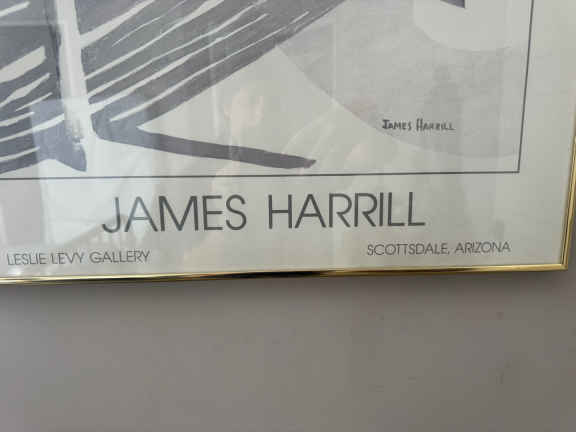 JAMES HARRILL
JAMES HARRILL
LESLIE LEVY GALLERY
SCOTTSDALE, ARIZONA